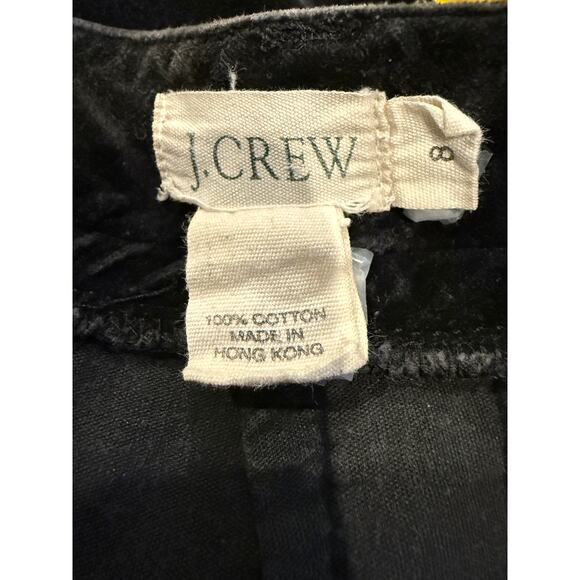 J.CREW
8
100% COTTON
MADE IN
HONG KONG